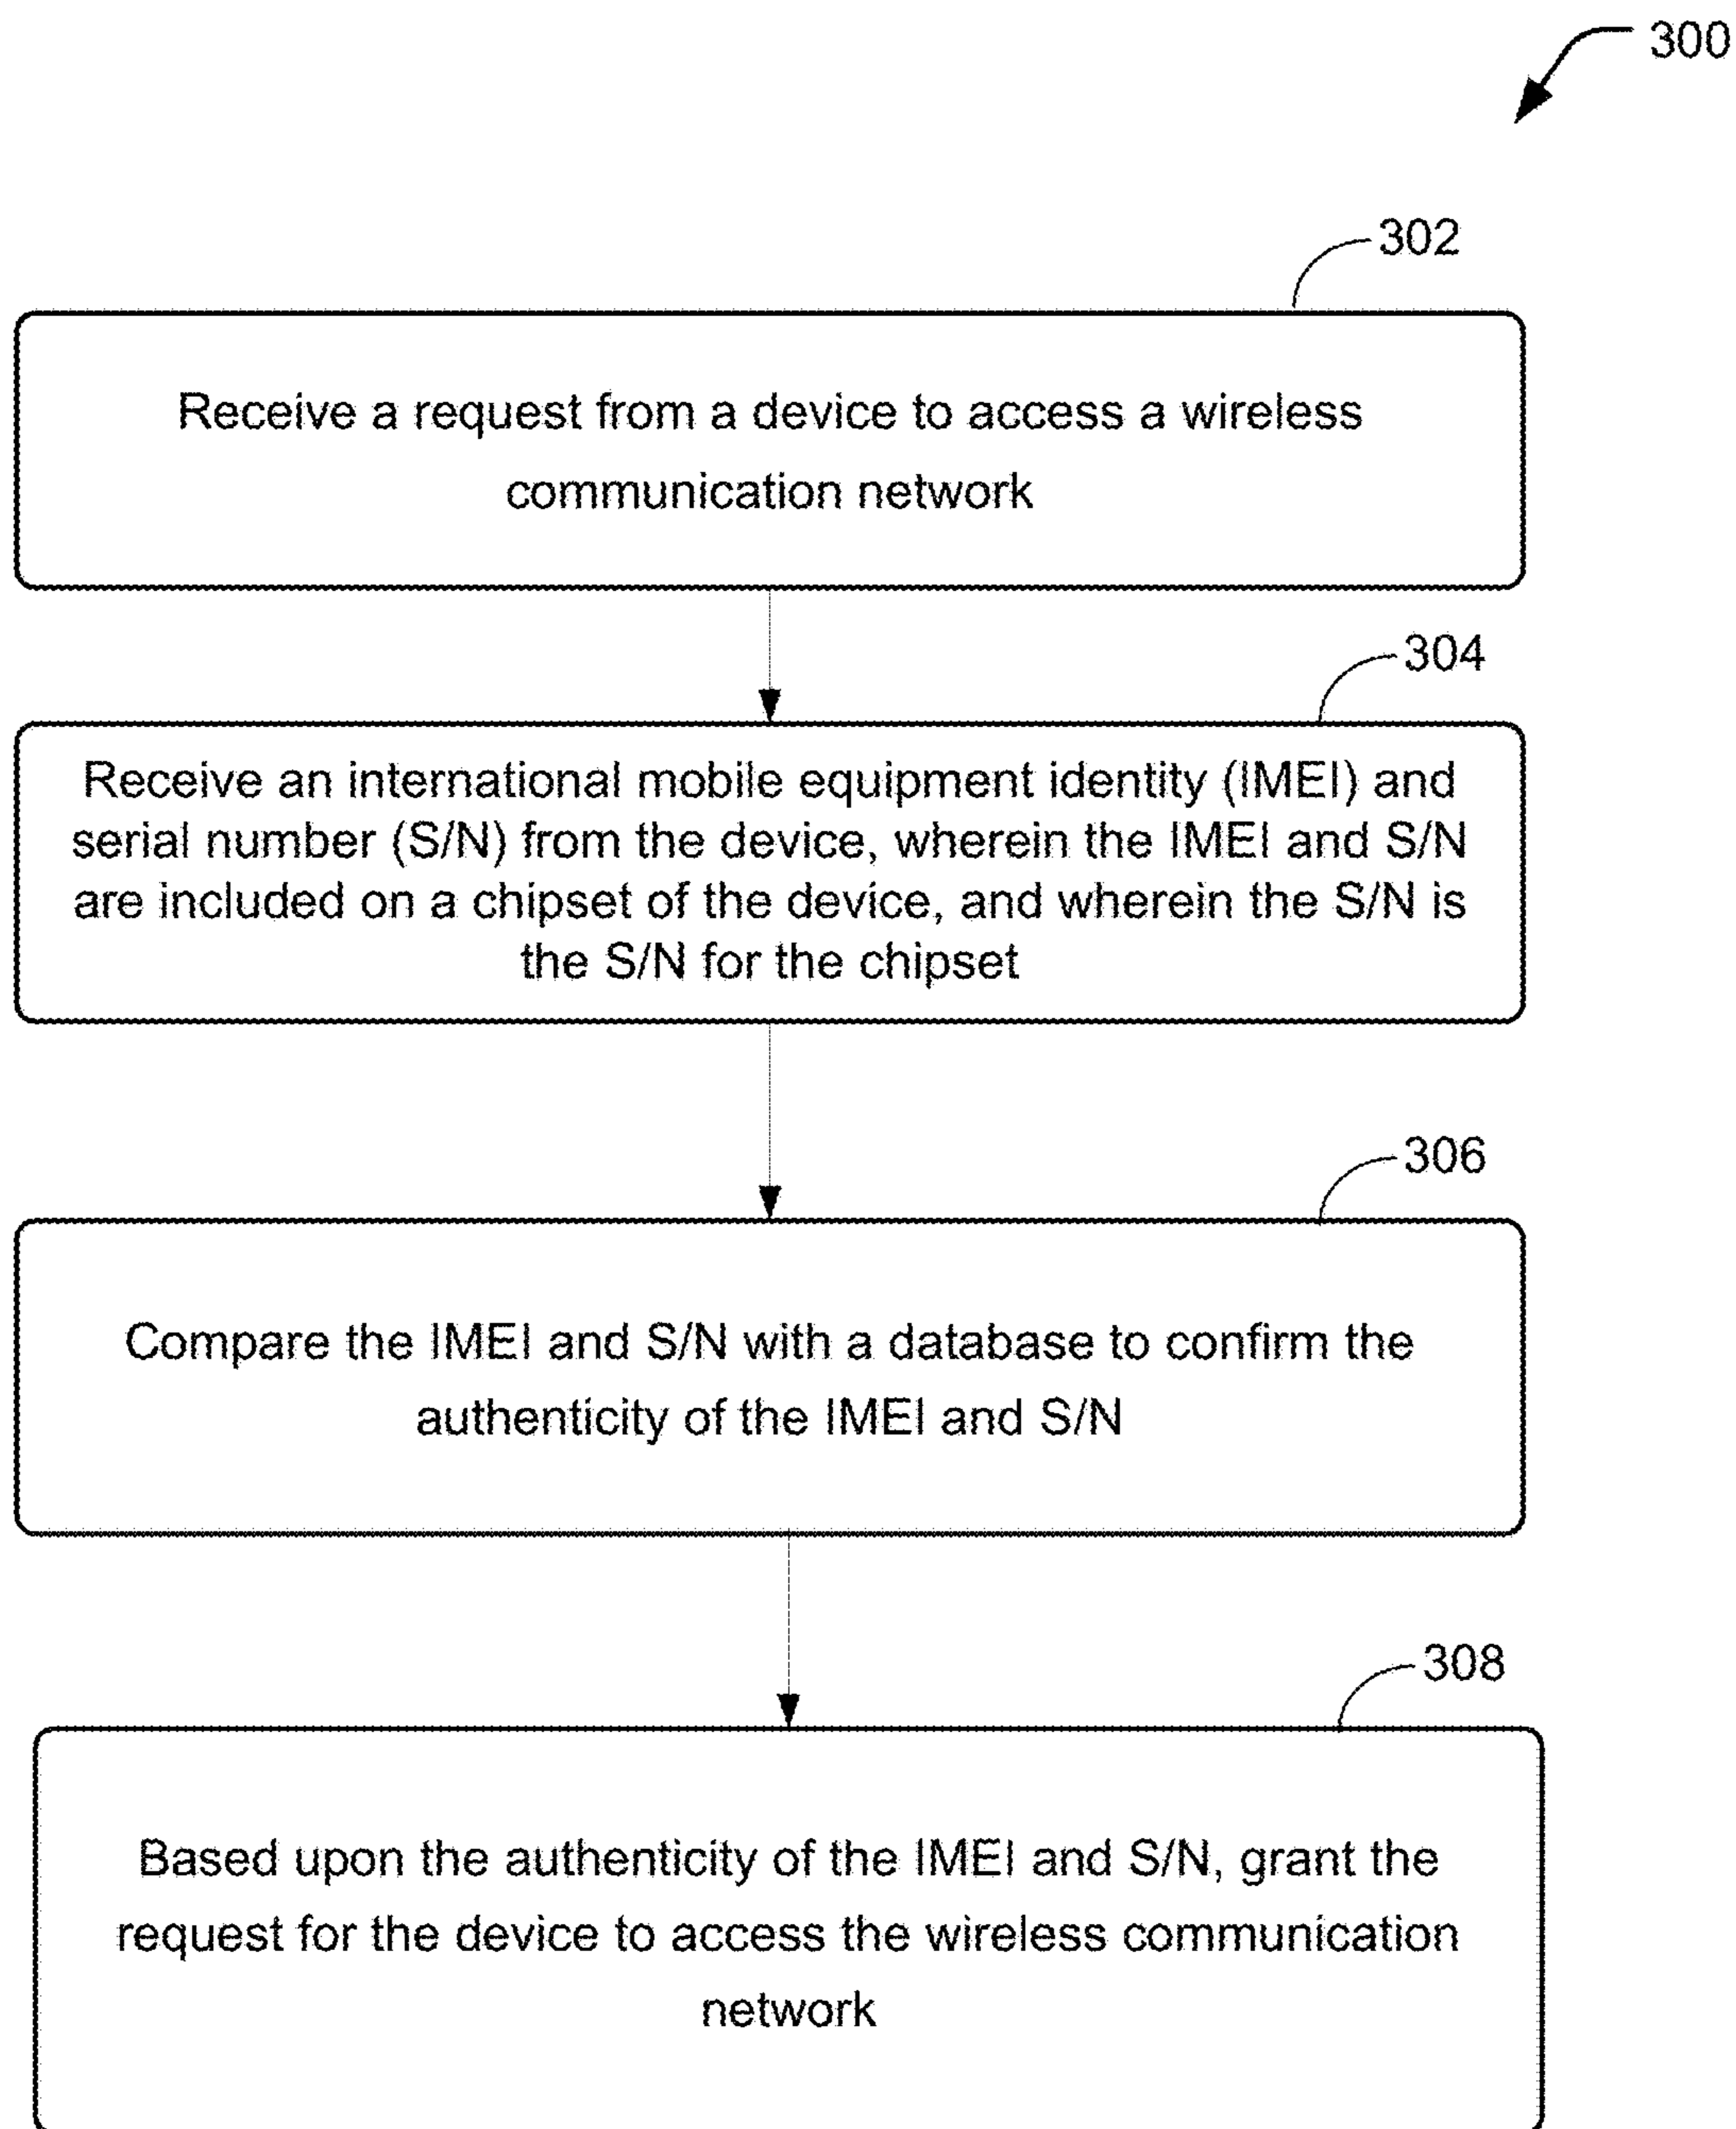 300
302
Receive a request from a device to access a wireless
communication network
304
Receive an international mobile equipment identity (IMEI) and
serial number (S/N) from the device, wherein the IMEI and S/N
are included on a chipset of the device, and wherein the S/N is
the S/N for the chipset
306
Compare the IMEI and S/N with a database to confirm the
authenticity of the IMEI and S/N
308
Based upon the authenticity of the IMEI and S/N, grant the
request for the device to access the wireless communication
network